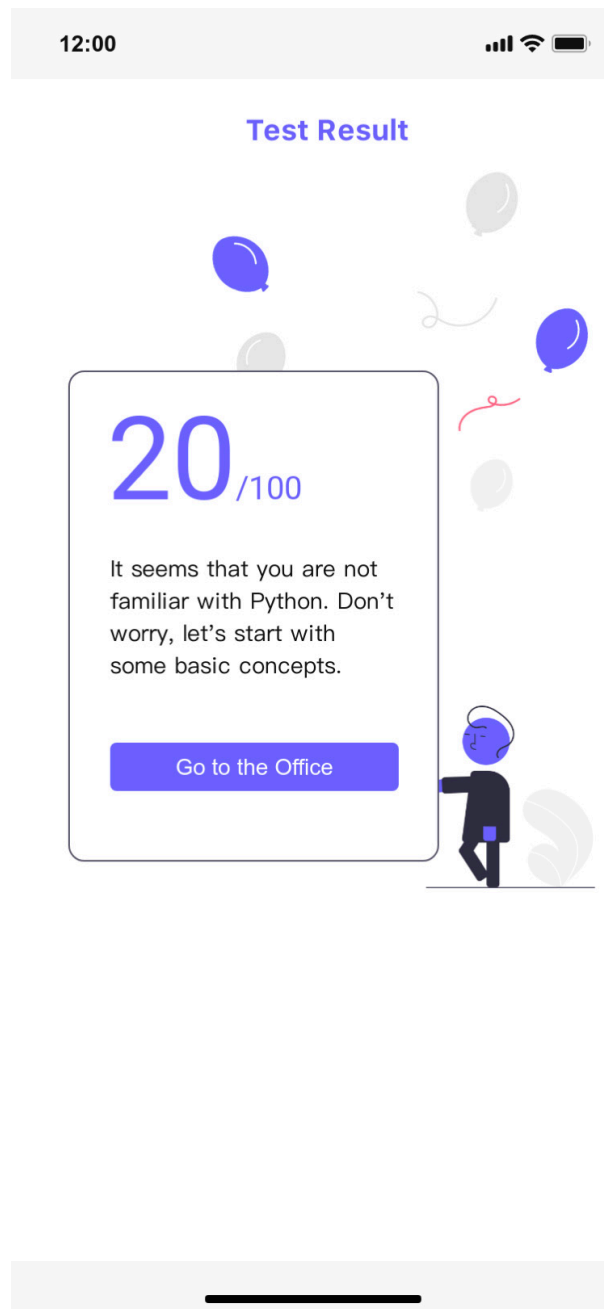 12:00
Test Result
20/100
It seems that you are not
familiar with Python. Don’t
worry, let’s start with
some basic concepts.
Go to the Office